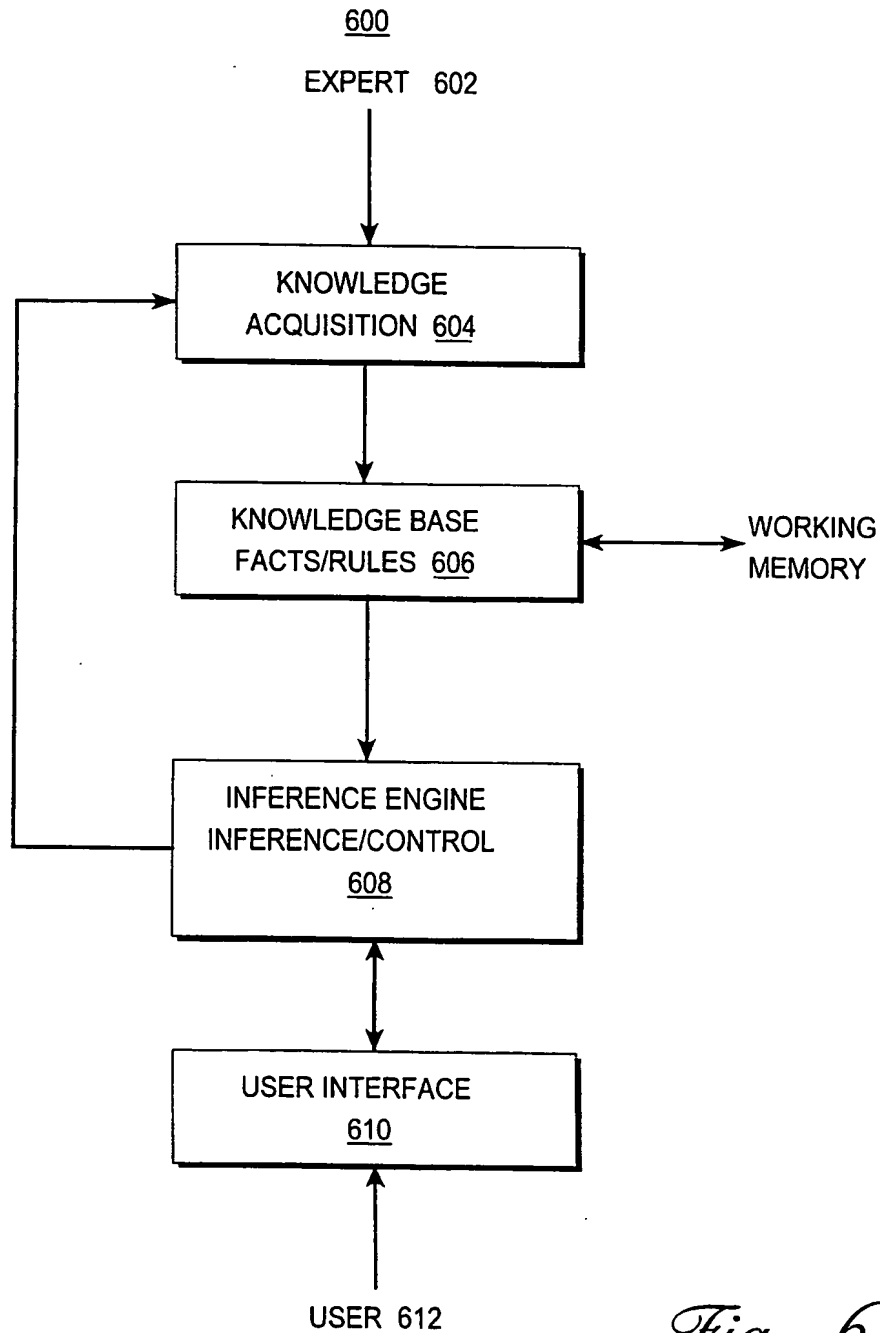 600
EXPERT 602
KNOWLEDGE
ACQUISITION 604
KNOWLEDGE BASE
FACTS/RULES 606
WORKING
MEMORY
INFERENCE ENGINE
INFERENCE/CONTROL
608
USER INTERFACE
610
USER 612
Fig. 6